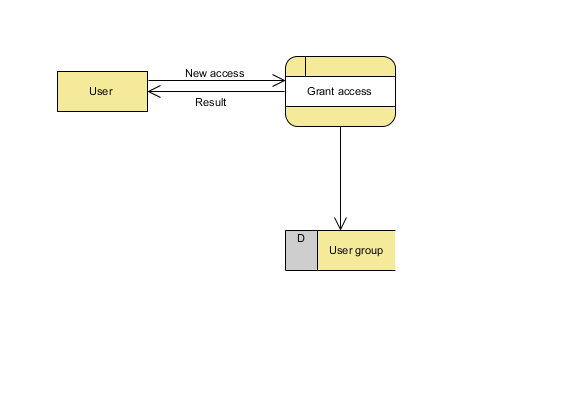 New access
User
Grant access
Result
D
User group